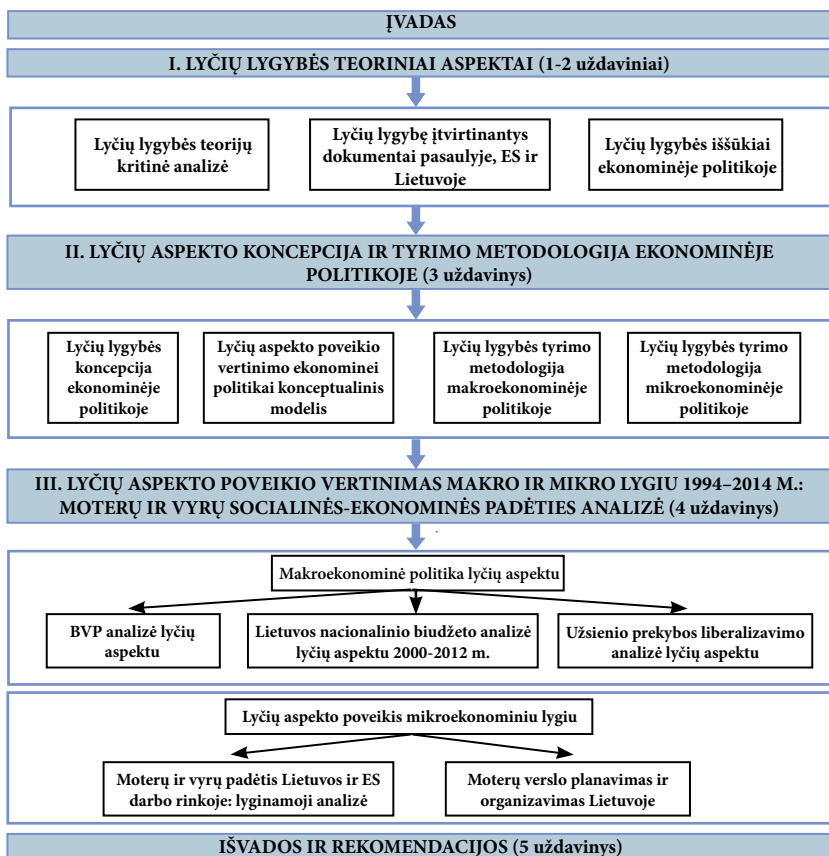 ĮVADAS
I. LYČIŲ LYGYBĖS TEORINIAI ASPEKTAI (1-2 uždaviniai)
Lyčių lygybės teorijų
kritinė analizė
Lyčių lygybę įtvirtinantys
dokumentai pasaulyje, ES ir
Lietuvoje
Lyčių lygybės iššūkiai
ekonominėje politikoje
II. LYČIŲ ASPEKTO KONCEPCIJA IR TYRIMO METODOLOGIJA EKONOMINĖJE
POLITIKOJE (3 uždavinys)
Lyčių lygybės
koncepcija
ekonominėje
politikoje
Lyčių aspekto poveikio
vertinimo ekonominei
politikai konceptualinis
modelis
Lyčių lygybės tyrimo
metodologija
makroekonominėje
politikoje
Lyčių lygybės tyrimo
metodologija
mikroekonominėje
politikoje
III. LYČIŲ ASPEKTO POVEIKIO VERTINIMAS MAKRO IR MIKRO LYGIU 1994–2014 M.:
MOTERŲ IR VYRŲ SOCIALINĖS-EKONOMINĖS PADĖTIES ANALIZĖ (4 uždavinys)
Makroekonominė politika lyčių aspektu
BVP analizė lyčių
aspektu
Lietuvos nacionalinio biudžeto analizė
lyčių aspektu 2000-2012 m.
Užsienio prekybos liberalizavimo
analizė lyčių aspektu
Lyčių aspekto poveikis mikroekonominiu lygiu
Moterų ir vyrų padėtis Lietuvos ir ES
darbo rinkoje: lyginamoji analizė
Moterų verslo planavimas ir
organizavimas Lietuvoje
IŠVADOS IR REKOMENDACIJOS (5 uždavinys)